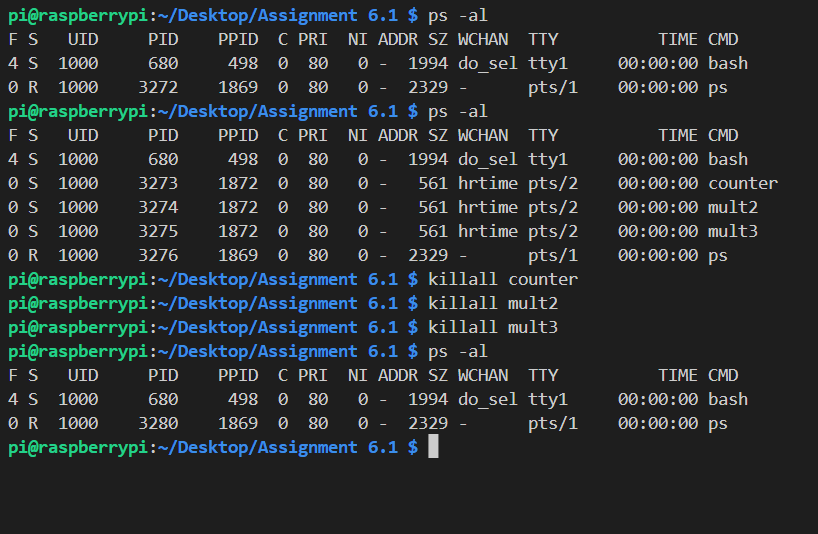 pi@raspberrypi:~/Desktop/Assignment 6.1 $ ps -al
F S   UID     PID    PPID  C PRI  NI ADDR SZ WCHAN  TTY          TIME CMD
4 S  1000     680     498  0  80   0 -  1994 do_sel tty1     00:00:00 bash
0 R  1000    3272    1869  0  80   0 -  2329 -      pts/1    00:00:00 ps
pi@raspberrypi:~/Desktop/Assignment 6.1 $ ps -al
F S   UID     PID    PPID  C PRI  NI ADDR SZ WCHAN  TTY          TIME CMD
4 S  1000     680     498  0  80   0 -  1994 do_sel tty1     00:00:00 bash
0 S  1000    3273    1872  0  80   0 -   561 hrtime pts/2    00:00:00 counter
0 S  1000    3274    1872  0  80   0 -   561 hrtime pts/2    00:00:00 mult2
0 S  1000    3275    1872  0  80   0 -   561 hrtime pts/2    00:00:00 mult3
0 R  1000    3276    1869  0  80   0 -  2329 -      pts/1    00:00:00 ps
pi@raspberrypi:~/Desktop/Assignment 6.1 $ killall counter
pi@raspberrypi:~/Desktop/Assignment 6.1 $ killall mult2
pi@raspberrypi:~/Desktop/Assignment 6.1 $ killall mult3
pi@raspberrypi:~/Desktop/Assignment 6.1 $ ps -al
F S   UID     PID    PPID  C PRI  NI ADDR SZ WCHAN  TTY          TIME CMD
4 S  1000     680     498  0  80   0 -  1994 do_sel tty1     00:00:00 bash
0 R  1000    3280    1869  0  80   0 -  2329 -      pts/1    00:00:00 ps
pi@raspberrypi:~/Desktop/Assignment 6.1 $